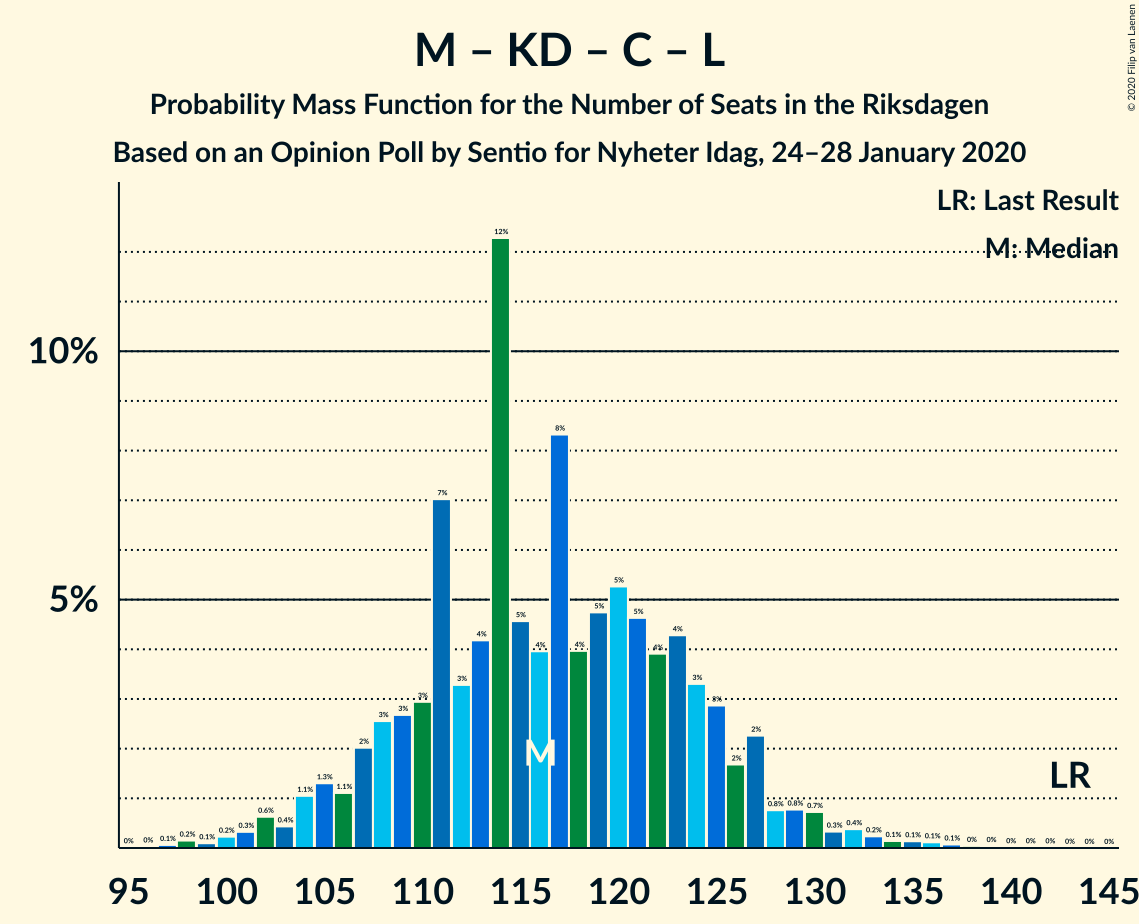 M – KD – C – L
Probability Mass Function for the Number of Seats in the Riksdagen
Based on an Opinion Poll by Sentio for Nyheter Idag, 24–28 January 2020
© 2020 Filip van Laenen
LR: Last Result
M: Median
10%
5%
0% 0% 0.1% 0.2% 0.1% 0.2% 0.3% 0.6% 0.4% 1.1% 1.3% 1.1% 2% 3% 3% 3% 7% 3% 4% 12% 5% 4% 8% 4% 5% 5% 5% 4% 4% 3% 3% 2% 2% 0.8% 0.8% 0.7% 0.3% 0.4% 0.2% 0.1% 0.1% 0.1% 0.1% 0% 0% 0% 0% 0% 0% 0% 0%
M
LR
95 100 105 110 115 120 125 130 135 140 145